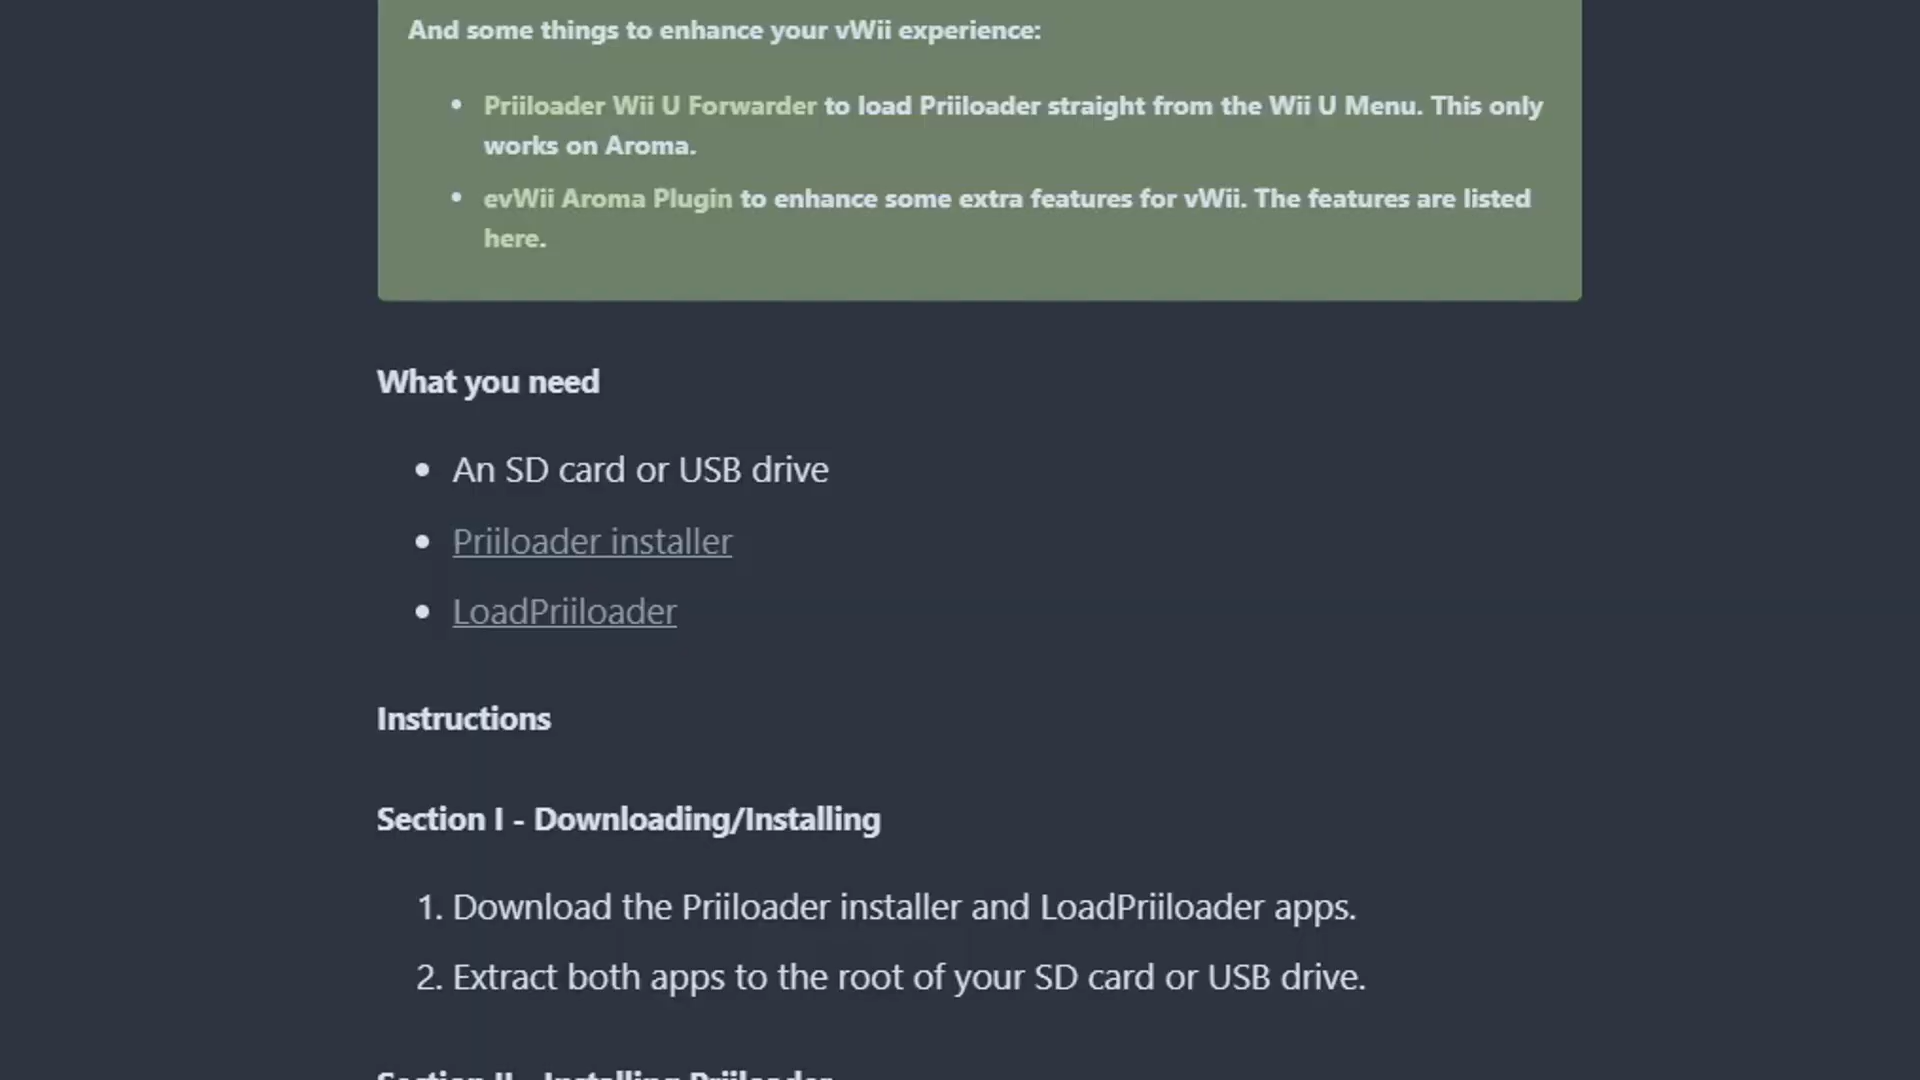 And some things to enhance your vWii experience:
• Priiloader Wii U Forwarder to load Priiloader straight from the Wii U Menu. This only
works on Aroma.
• evWii Aroma Plugin to enhance some extra features for vWii. The features are listed
here.
What you need
• An SD card or USB drive
• Priiloader installer
• LoadPriiloader
Instructions
Section I - Downloading/Installing
1. Download the Priiloader installer and LoadPriiloader apps.
2. Extract both apps to the root of your SD card or USB drive.
Section II - Installing Priiloader